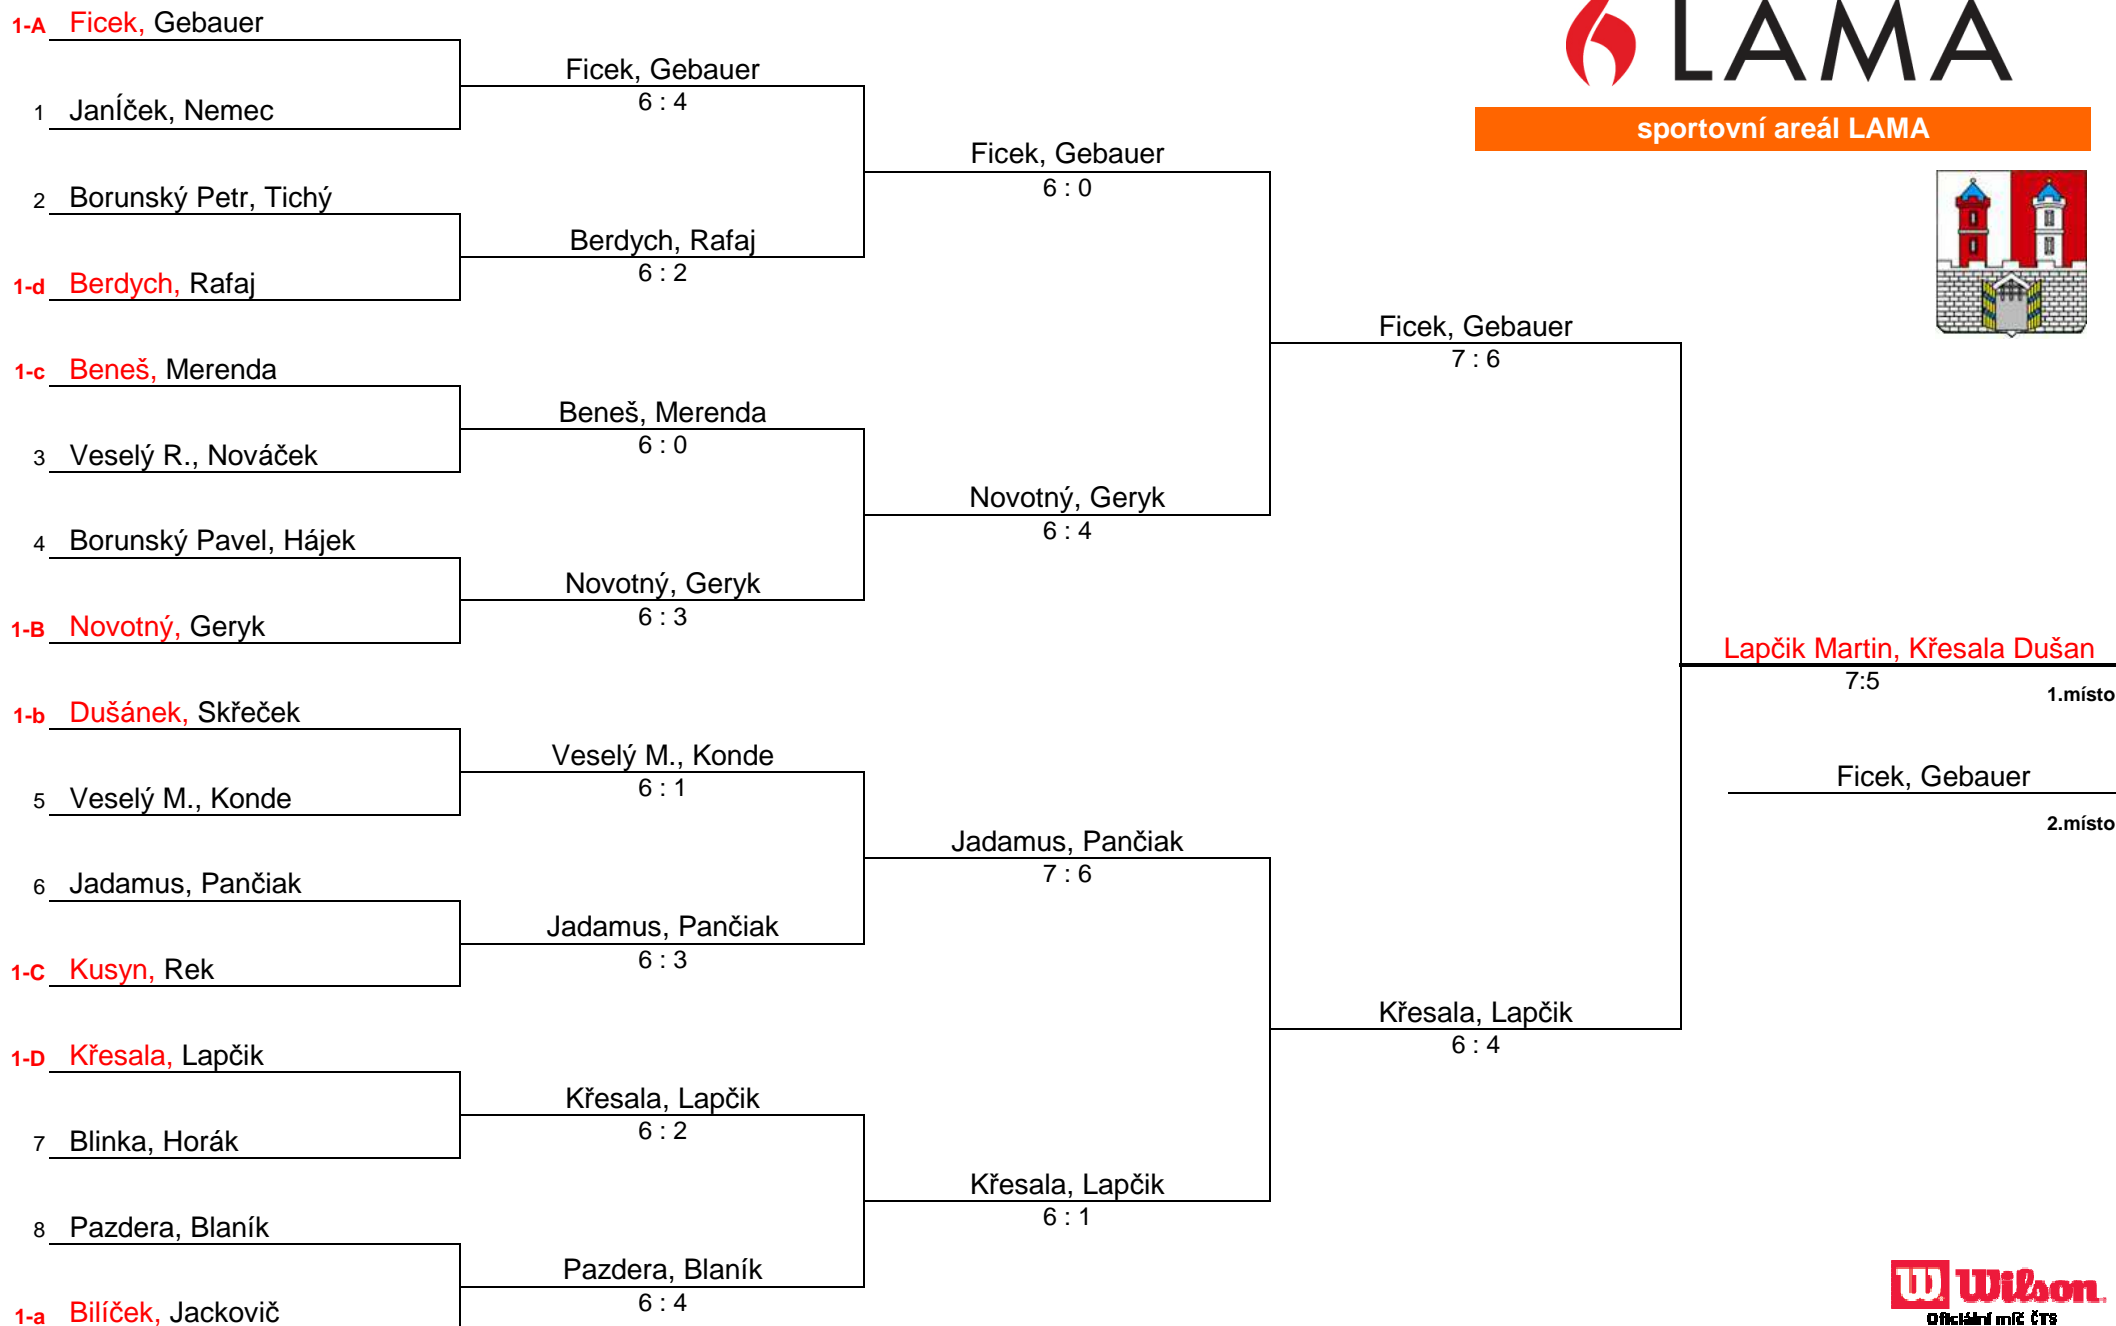 LAMA
sportovní areál LAMA
1-A Ficek, Gebauer
Ficek, Gebauer
6 : 4
1 JanÍček, Nemec
Ficek, Gebauer
6 : 0
2 Borunský Petr, Tichý
Berdych, Rafaj
6 : 2
1-d Berdych, Rafaj
Ficek, Gebauer
7 : 6
1-c Beneš, Merenda
Beneš, Merenda
6 : 0
3 Veselý R., Nováček
Novotný, Geryk
6 : 4
4 Borunský Pavel, Hájek
Novotný, Geryk
6 : 3
1-B Novotný, Geryk
Lapčik Martin, Křesala Dušan
7:5
1.místo
1-b Dušánek, Skřeček
Veselý M., Konde
6 : 1
Ficek, Gebauer
2.místo
5 Veselý M., Konde
Jadamus, Pančiak
7 : 6
6 Jadamus, Pančiak
Jadamus, Pančiak
6 : 3
1-C Kusyn, Rek
Křesala, Lapčik
6 : 4
1-D Křesala, Lapčik
Křesala, Lapčik
6 : 2
7 Blinka, Horák
Křesala, Lapčik
6 : 1
8 Pazdera, Blaník
Pazdera, Blaník
6 : 4
1-a Bilíček, Jackovič
W Wilson.
Oficiální míč ČTS